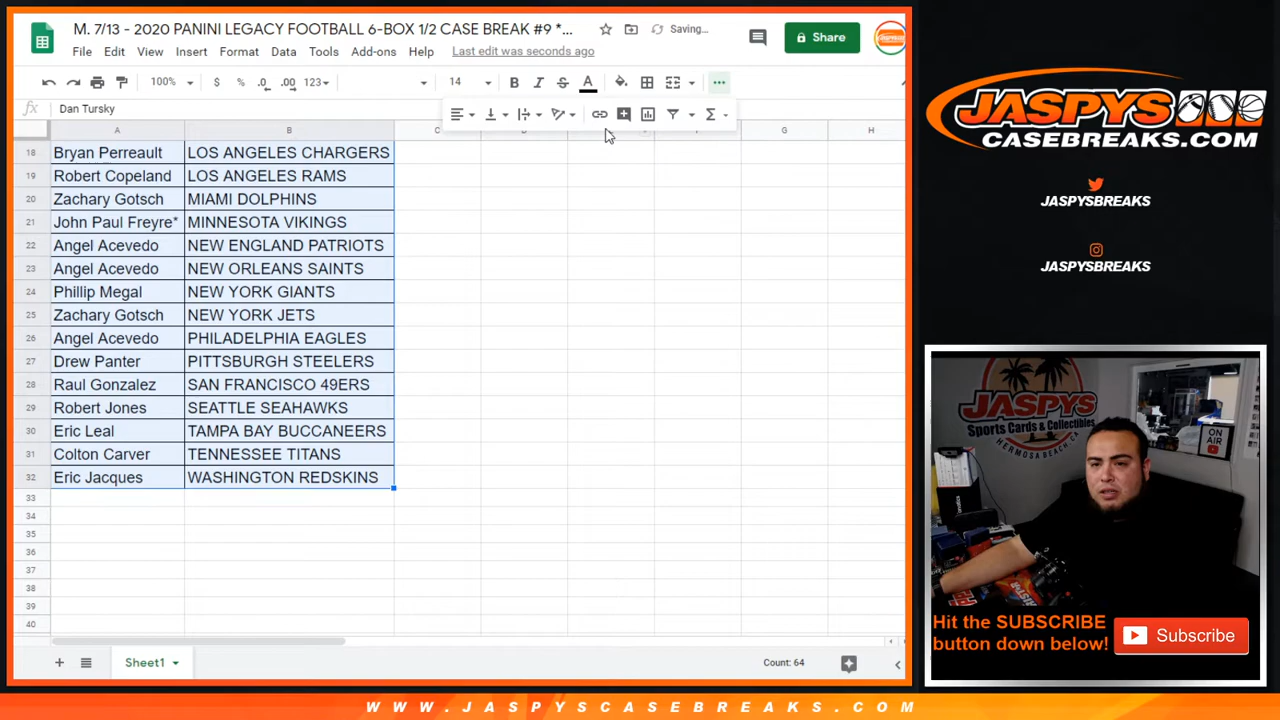 M. 7/13 - 2020 PANINI LEGACY FOOTBALL 6-BOX 1/2 CASE BREAK #9 *...
Saving...
Share
File Edit View Insert Format Data Tools Add-ons Help Last edit was seconds ago
100% $ % .0 .00 123 14 B I S A
fx Dan Tursky
A B C G H
18 Bryan Perreault LOS ANGELES CHARGERS
19 Robert Copeland LOS ANGELES RAMS
20 Zachary Gotsch MIAMI DOLPHINS
21 John Paul Freyre* MINNESOTA VIKINGS
22 Angel Acevedo NEW ENGLAND PATRIOTS
23 Angel Acevedo NEW ORLEANS SAINTS
24 Phillip Megal NEW YORK GIANTS
25 Zachary Gotsch NEW YORK JETS
26 Angel Acevedo PHILADELPHIA EAGLES
27 Drew Panter PITTSBURGH STEELERS
28 Raul Gonzalez SAN FRANCISCO 49ERS
29 Robert Jones SEATTLE SEAHAWKS
30 Eric Leal TAMPA BAY BUCCANEERS
31 Colton Carver TENNESSEE TITANS
32 Eric Jacques WASHINGTON REDSKINS
33
34
35
36
37
38
39
40
Sheet1
Count: 64
JASPYS
CASEBREAKS.COM
JASPYSBREAKS
JASPYSBREAKS
JASPYS
Sports Cards & Collectibles
HERMOSA BEACH, CA
ON AIR
Hit the SUBSCRIBE
button down below!
Subscribe
WWW.JASPYSCASEBREAKS.COM